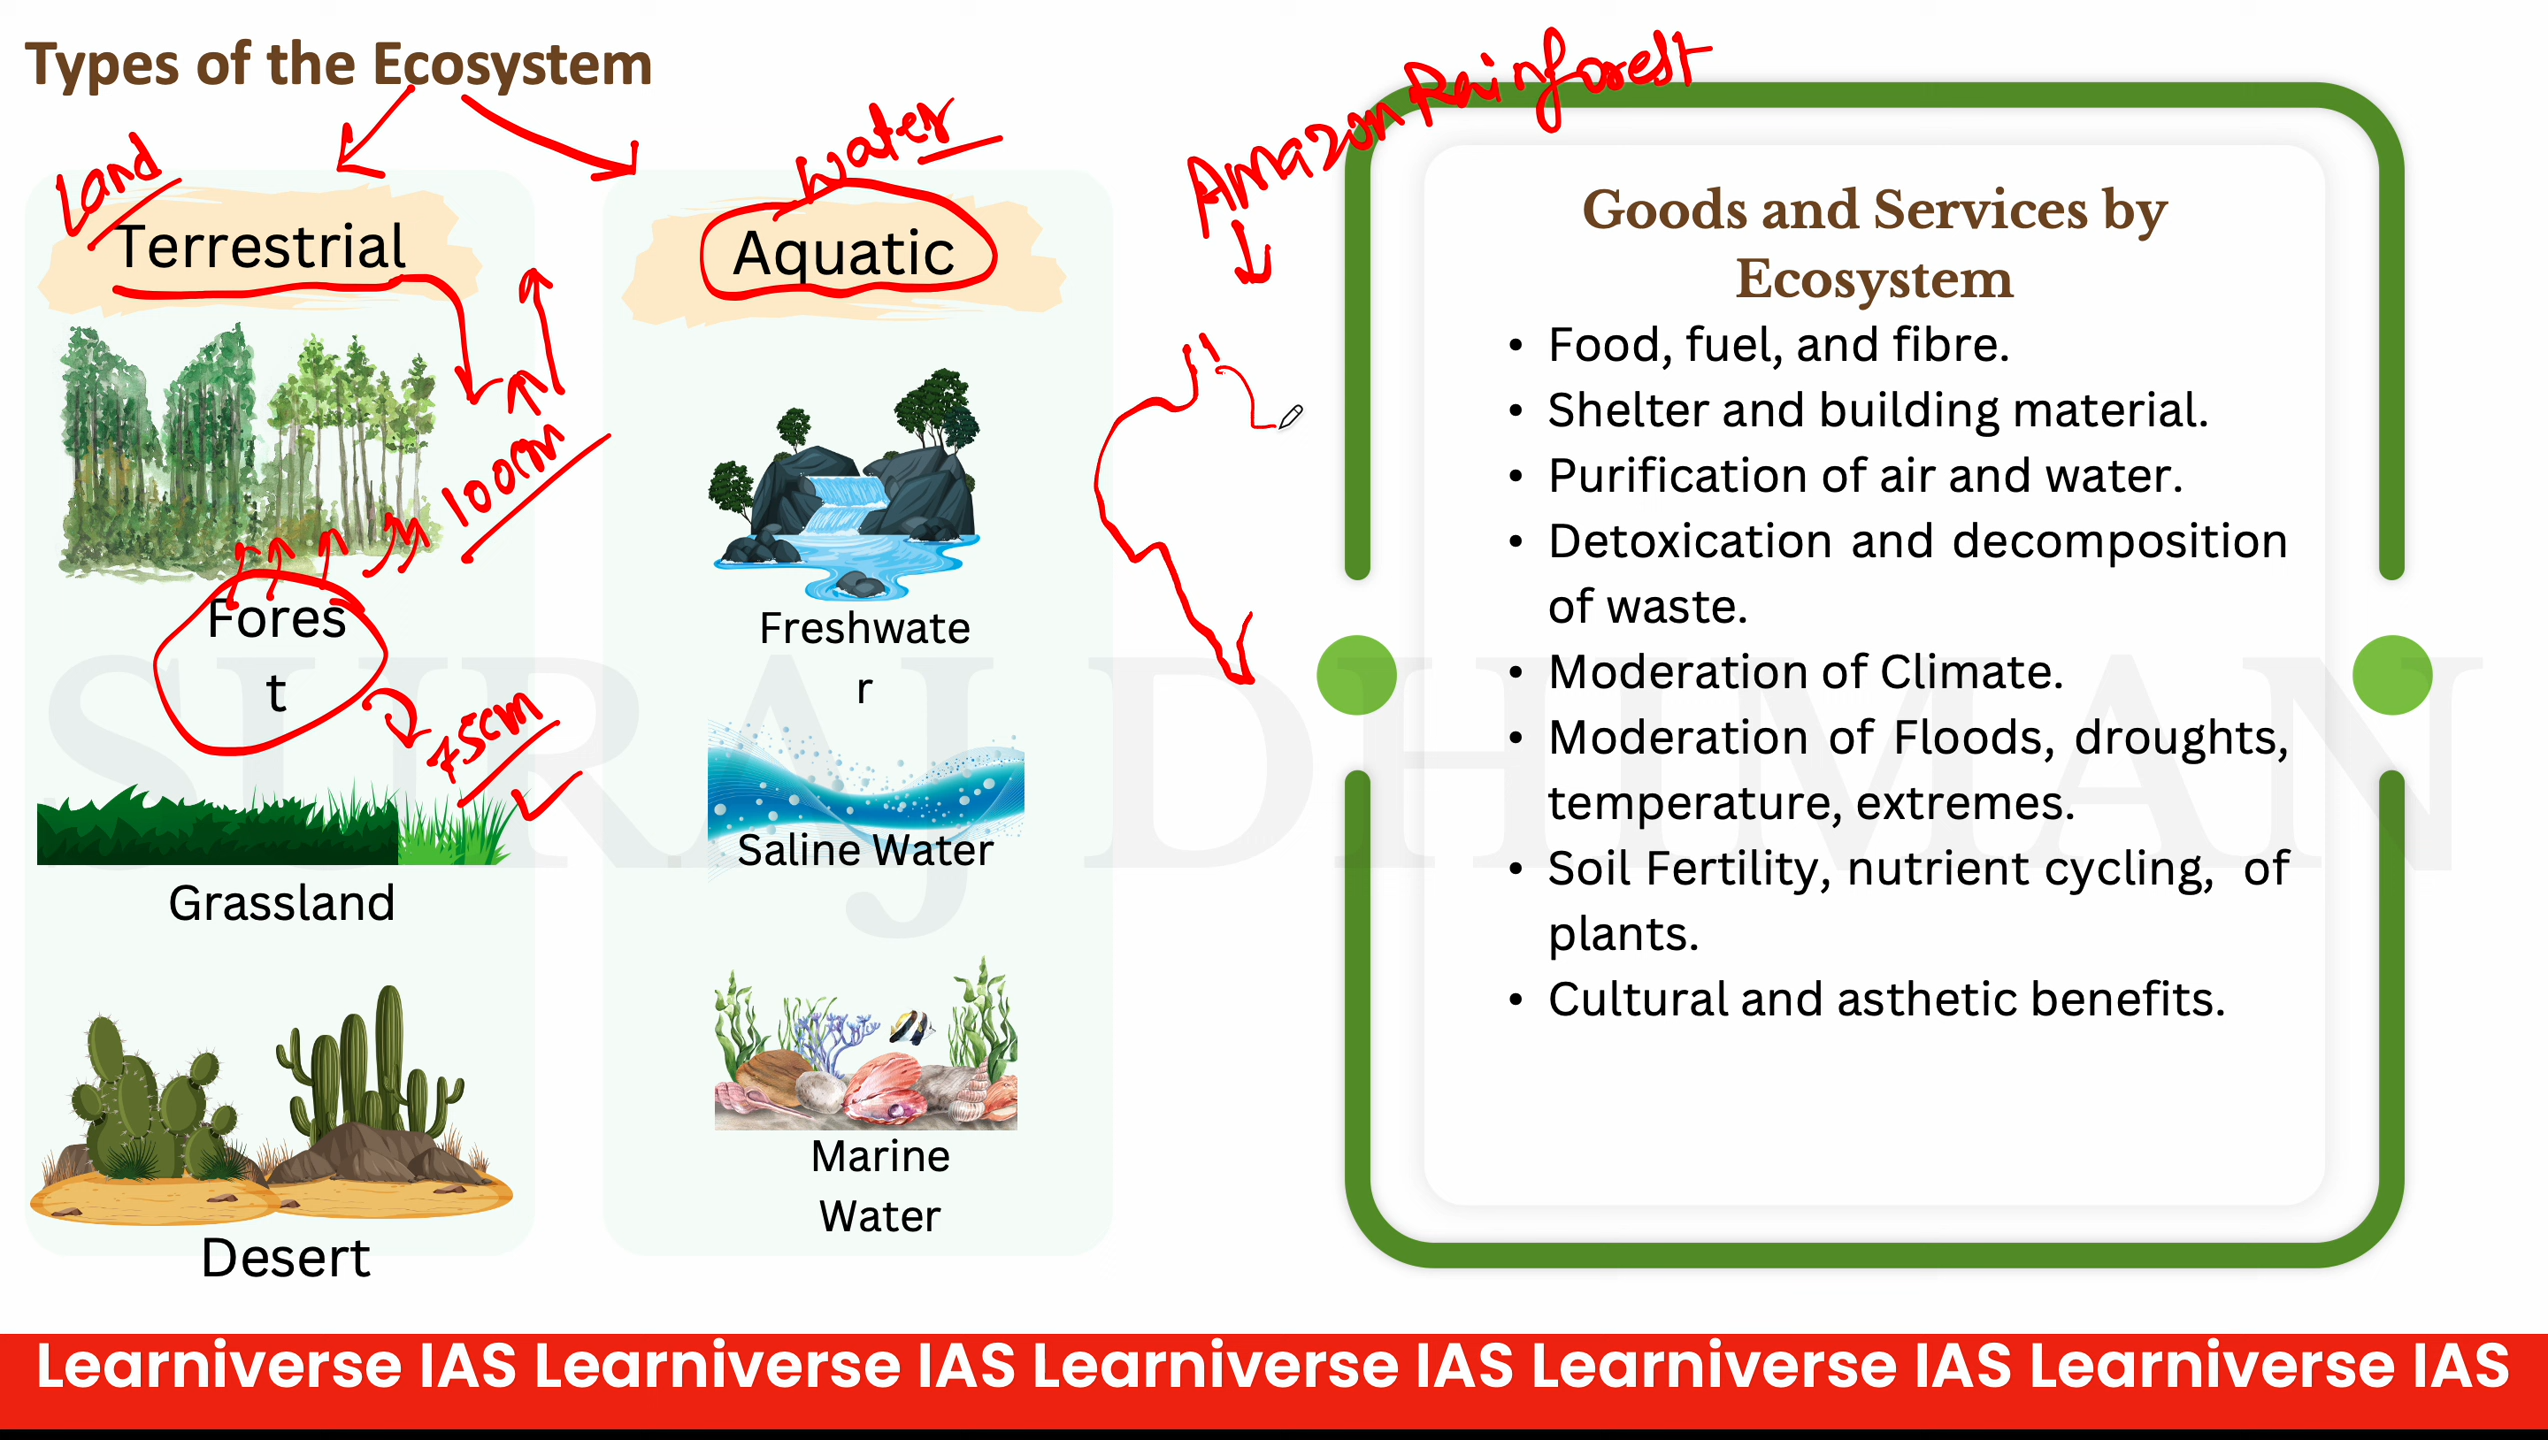 Types of the Ecosystem
Land
Terrestrial
100cm
Fores
t
75cm
Grassland
Desert
Water
Aquatic
Freshwate
r
Saline Water
Marine
Water
Amazon Rainforest
Goods and Services by
Ecosystem
• Food, fuel, and fibre.
• Shelter and building material.
• Purification of air and water.
• Detoxication and decomposition
of waste.
• Moderation of Climate.
• Moderation of Floods, droughts,
temperature, extremes.
• Soil Fertility, nutrient cycling, of
plants.
• Cultural and asthetic benefits.
SURAJ DHIMAN
Learniverse IAS Learniverse IAS Learniverse IAS Learniverse IAS Learniverse IAS